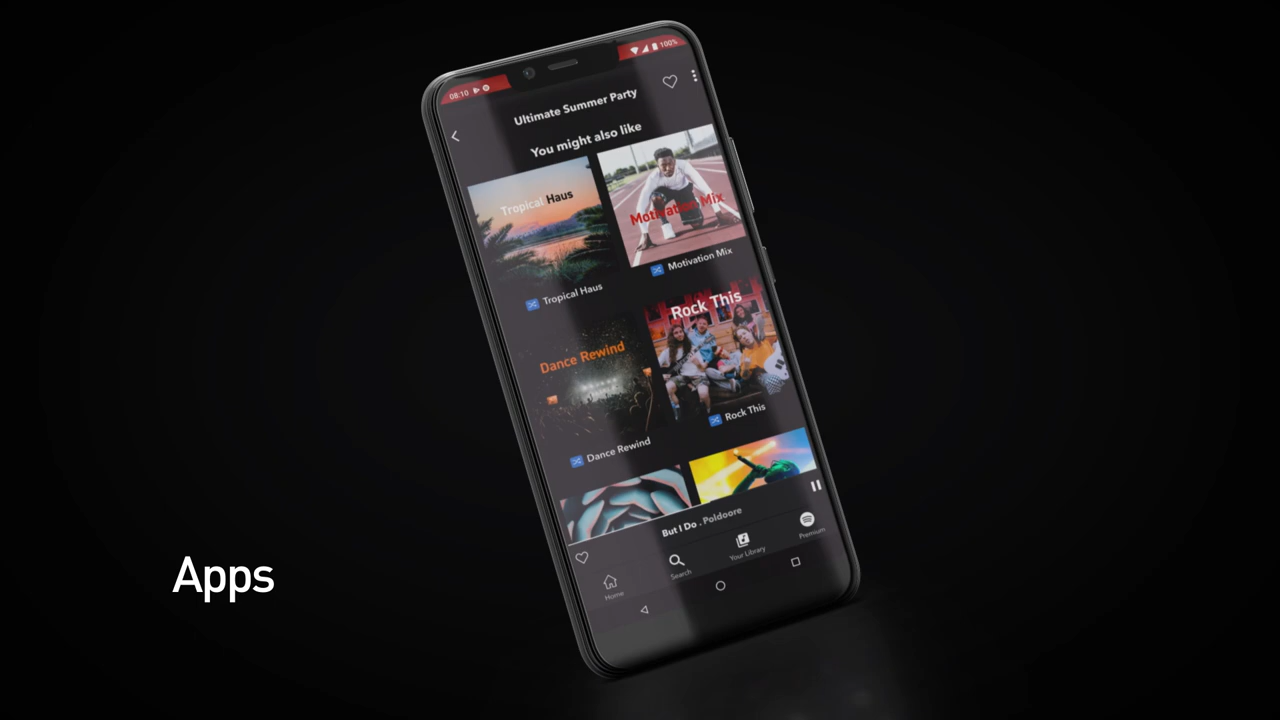 08:10
100%
Ultimate Summer Party
You might also like
Tropical Haus
Motivation Mix
Tropical Haus
Motivation Mix
Dance Rewind
Rock This
Dance Rewind
Rock This
But I Do . Poldoore
Home
Search
Your Library
Premium
Apps